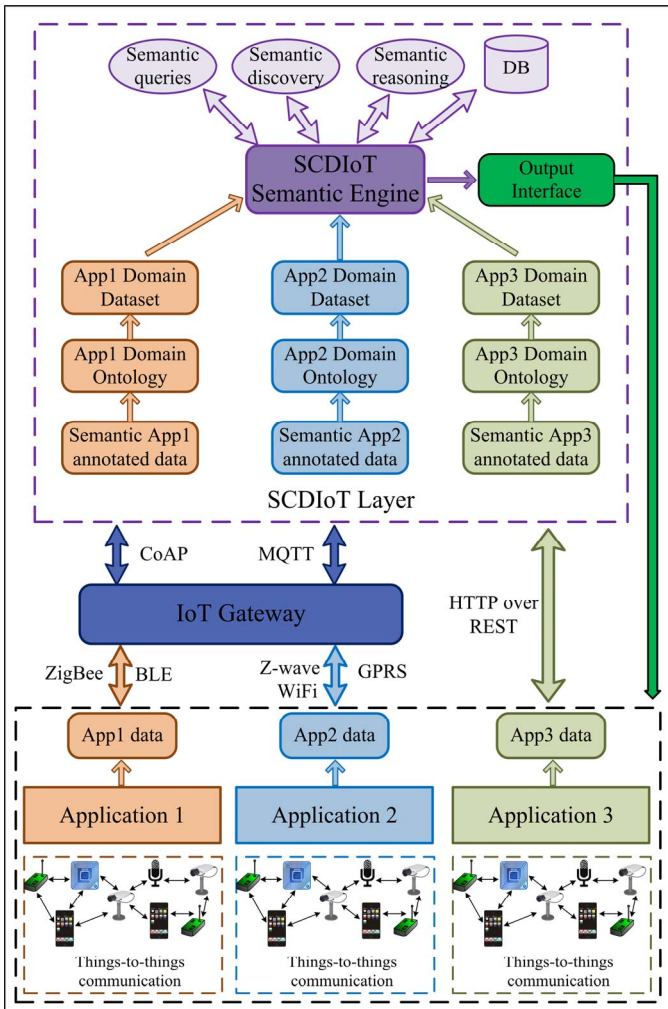 Semantic
queries
Semantic
discovery
Semantic
reasoning
DB
SCDIoT
Semantic Engine
Output
Interface
App1 Domain
Dataset
App2 Domain
Dataset
App3 Domain
Dataset
App1 Domain
Ontology
App2 Domain
Ontology
App3 Domain
Ontology
Semantic App1
annotated data
Semantic App2
annotated data
Semantic App3
annotated data
SCDIoT Layer
CoAP
MQTT
HTTP over
REST
IoT Gateway
ZigBee
BLE
Z-wave
WiFi
GPRS
App1 data
App2 data
App3 data
Application 1
Application 2
Application 3
Things-to-things
communication
Things-to-things
communication
Things-to-things
communication